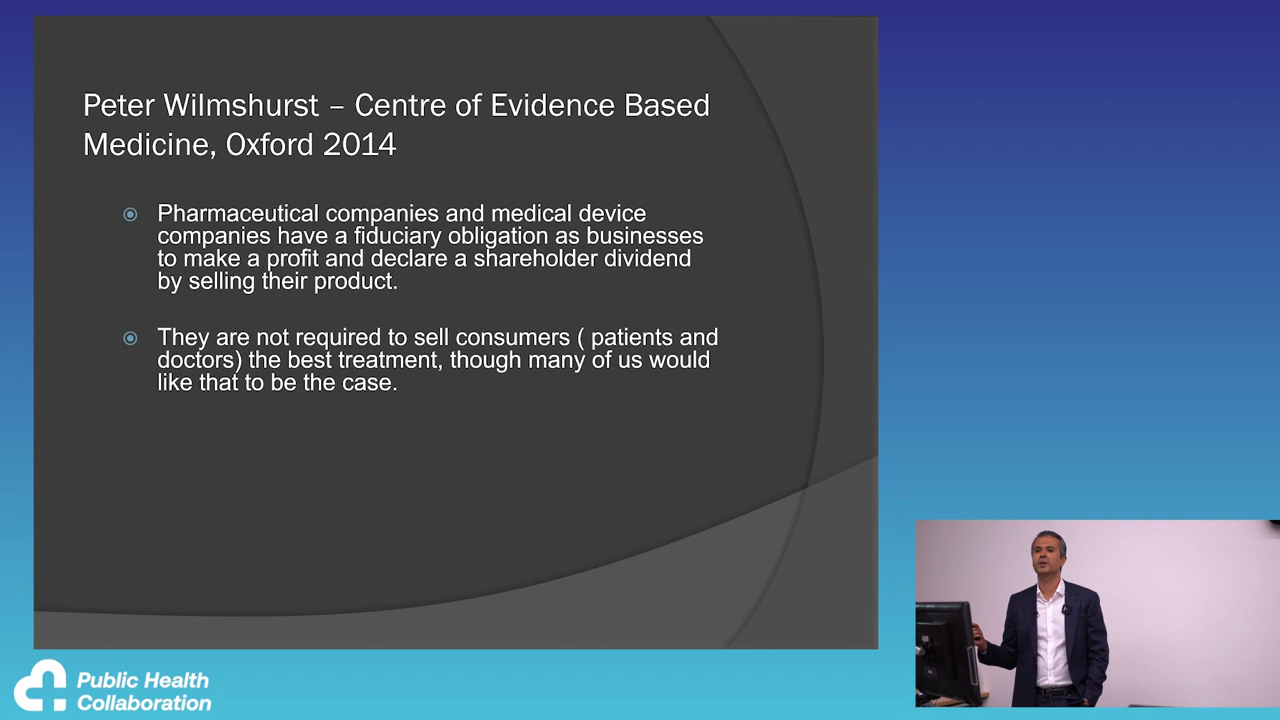 Peter Wilmshurst – Centre of Evidence Based
Medicine, Oxford 2014
Pharmaceutical companies and medical device
companies have a fiduciary obligation as businesses
to make a profit and declare a shareholder dividend
by selling their product.
They are not required to sell consumers ( patients and
doctors) the best treatment, though many of us would
like that to be the case.
Public Health
Collaboration